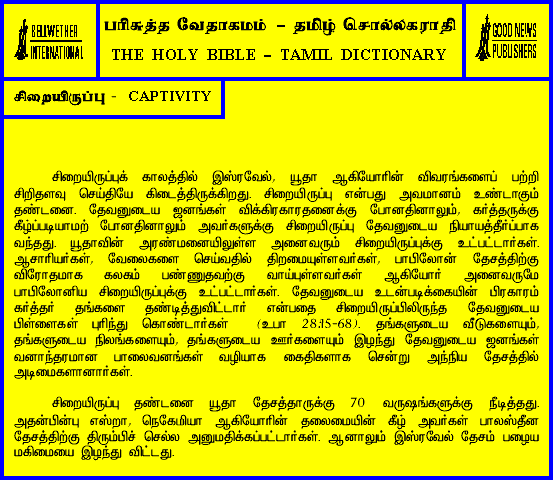 BELLWETHER
INTERNATIONAL
பரிசுத்த வேதாகமம் - தமிழ் சொல்லகராதி
THE HOLY BIBLE - TAMIL DICTIONARY
GOOD NEWS
PUBLISHERS
சிறையிருப்பு - CAPTIVITY
சிறையிருப்புக் காலத்தில் இஸ்ரவேல், யூதா ஆகியோரின் விவரங்களைப் பற்றி
சிறிதளவு செய்தியே கிடைத்திருக்கிறது. சிறையிருப்பு என்பது அவமானம் உண்டாகும்
தண்டனை. தேவனுடைய ஜனங்கள் விக்கிரகாரதனைக்கு போனதினாலும், கர்த்தருக்கு
கீழ்ப்படியாமற் போனதினாலும் அவர்களுக்கு சிறையிருப்பு தேவனுடைய நியாயத்தீர்ப்பாக
வந்தது. யூதாவின் அரண்மனையிலுள்ள அனைவரும் சிறையிருப்புக்கு உட்பட்டார்கள்.
ஆசாரியர்கள், வேலைகளை செய்வதில் திறமையுள்ளவர்கள், பாபிலோன் தேசத்திற்கு
விரோதமாக கலகம் பண்ணுதவற்கு வாய்புள்ளவர்கள் ஆகியோர் அனைவருமே
பாபிலோனிய சிறையிருப்புக்கு உட்பட்டார்கள். தேவனுடைய உடன்படிக்கையின் பிரகாரம்
கர்த்தர் தங்களை தண்டித்துவிட்டார் என்பதை சிறையிருப்பிலிருந்த தேவனுடைய
பிள்ளைகள் புரிந்து கொண்டார்கள் (உபா 28:15-68). தங்களுடைய வீடுகளையும்,
தங்களுடைய நிலங்களையும், தங்களுடைய ஊர்களையும் இழந்து தேவனுடைய ஜனங்கள்
வனாந்தரமான பாலைவனங்கள் வழியாக கைதிகளாக சென்று அந்நிய தேசத்தில்
அடிமைகளானார்கள்.
சிறையிருப்பு தண்டனை யூதா தேசத்தாருக்கு 70 வருஷங்களுக்கு நீடித்தது.
அதன்பின்பு எஸ்றா, நெகேமியா ஆகியோரின் தலைமையின் கீழ் அவர்கள் பாலஸ்தீன
தேசத்திற்கு திரும்பிச் செல்ல அனுமதிக்கப்பட்டார்கள். ஆனாலும் இஸ்ரவேல் தேசம் பழைய
மகிமையை இழந்து விட்டது.